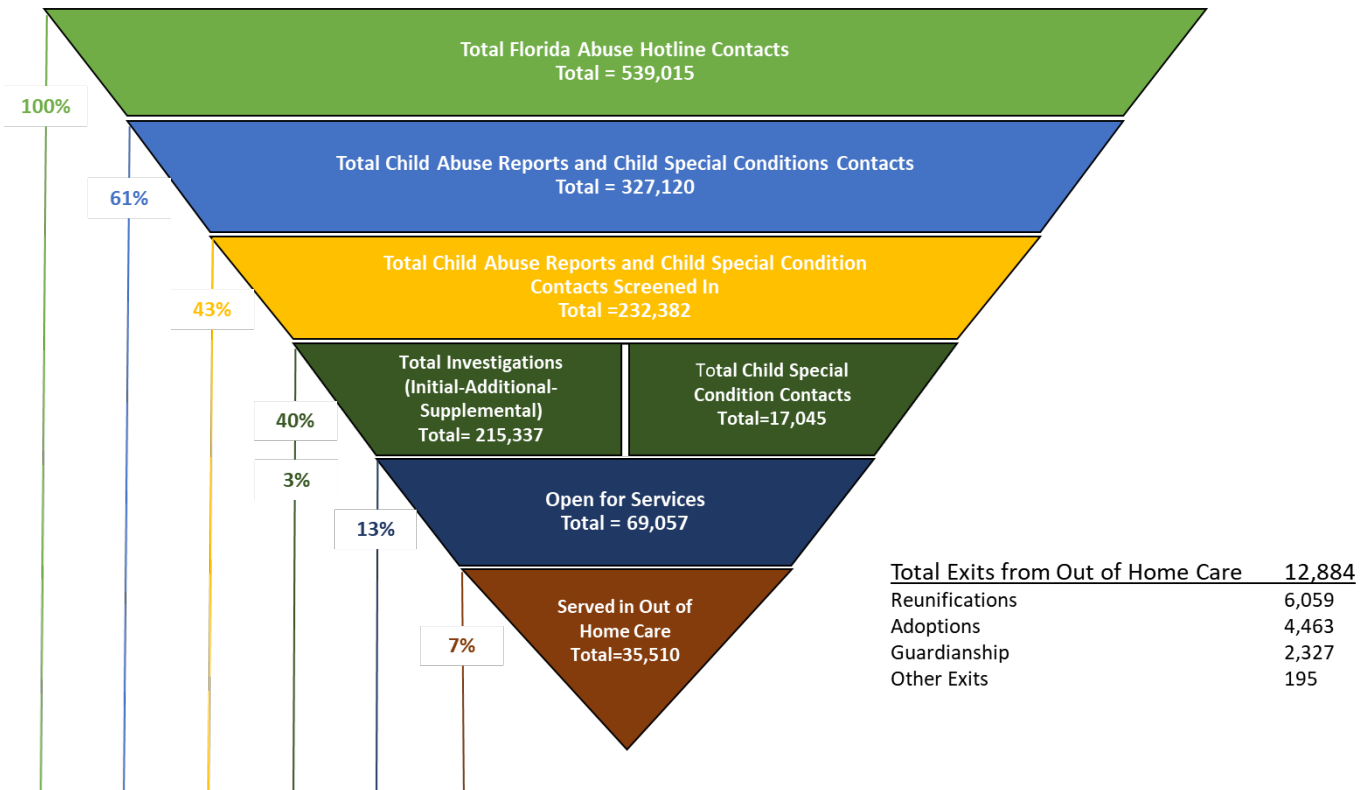 Total Florida Abuse Hotline Contacts
Total = 539,015
100%
Total Child Abuse Reports and Child Special Conditions Contacts
Total = 327,120
61%
Total Child Abuse Reports and Child Special Condition
Contacts Screened In
Total =232,382
43%
Total Investigations
(Initial-Additional-
Supplemental)
Total= 215,337
Total Child Special
Condition Contacts
Total=17,045
40%
3%
Open for Services
Total = 69,057
13%
Served in Out of
Home Care
Total=35,510
7%
Total Exits from Out of Home Care 12,884
Reunifications 6,059
Adoptions 4,463
Guardianship 2,327
Other Exits 195